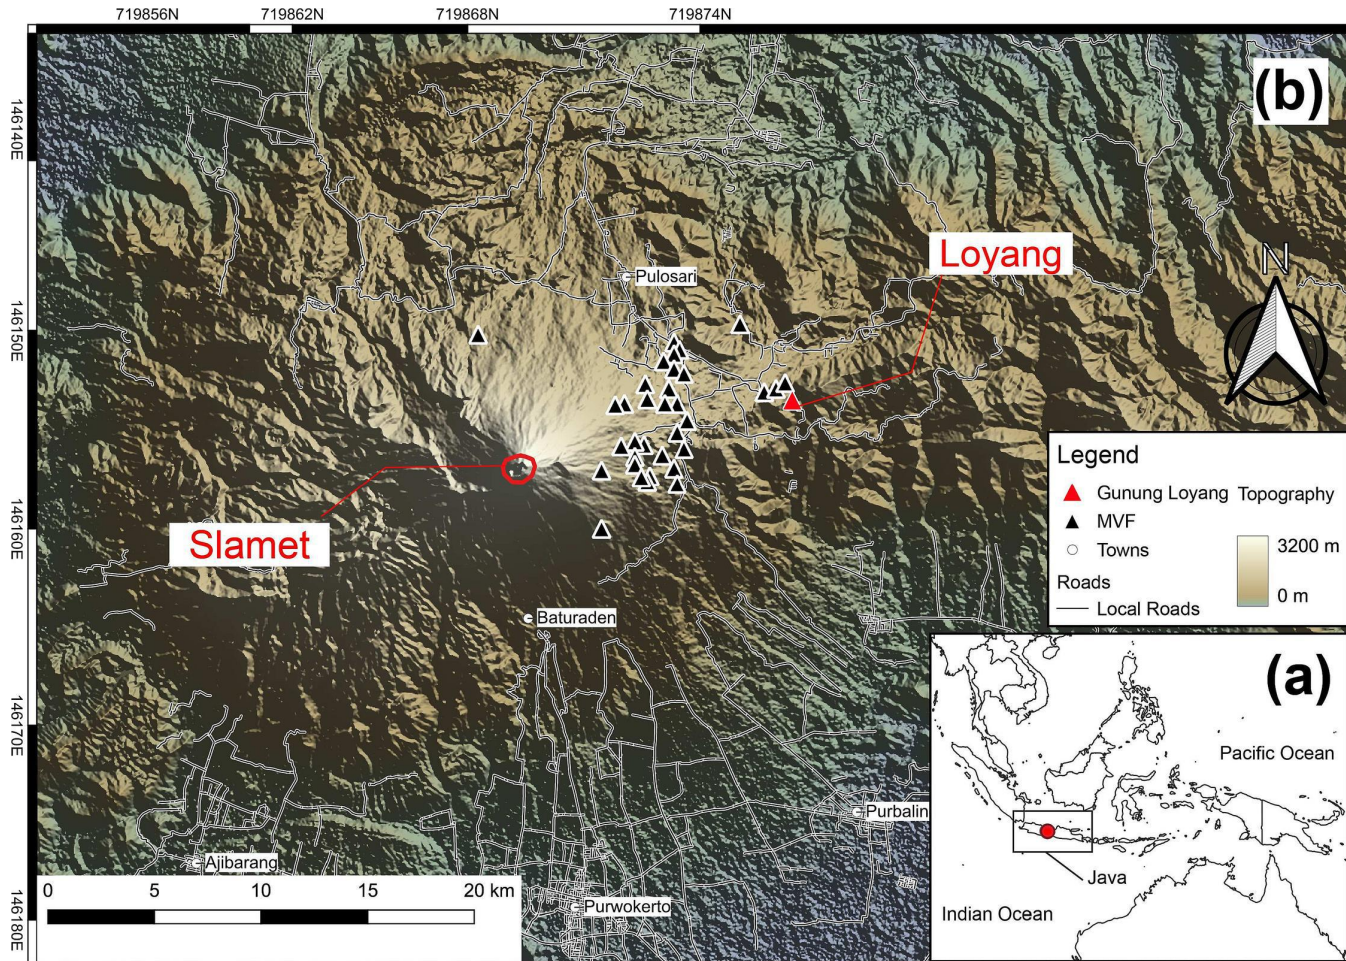 719856N 719862N 719868N 719874N
146140E
146150E
146160E
146170E
146180E
(b)
Loyang
N
Pulosari
Slamet
Baturaden
Legend
Gunung Loyang
MVF
Towns
Roads
Local Roads
Topography
3200 m
0 m
(a)
Pacific Ocean
Java
Indian Ocean
Purbalin
Ajibarang
Purwokerto
0 5 10 15 20 km